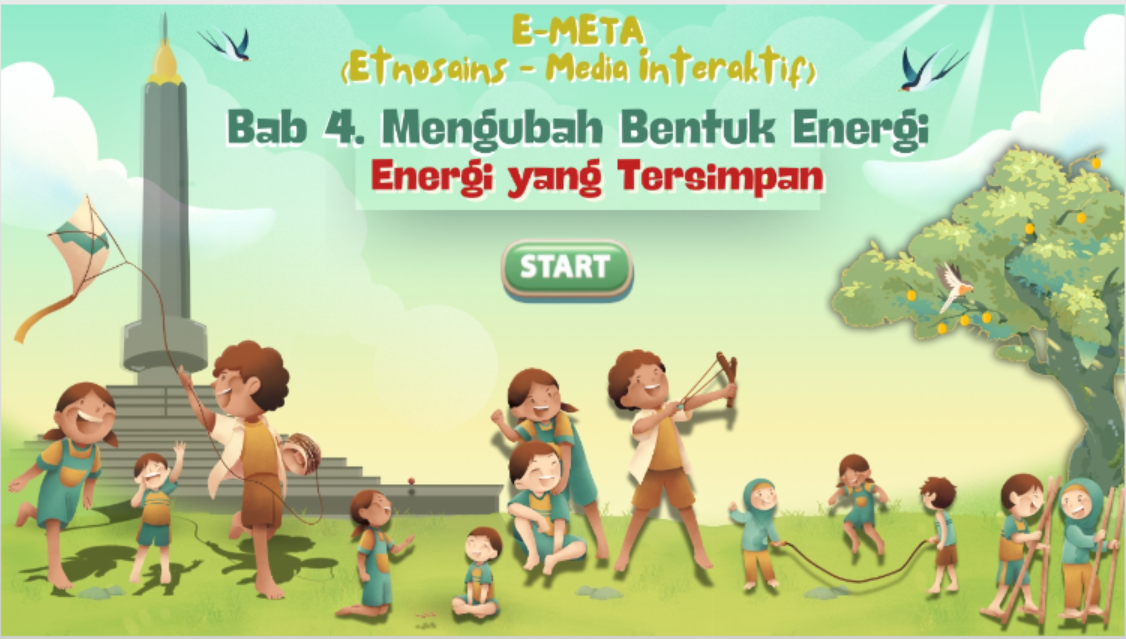 E-META
(Etnosains - Media interaktif)
Bab 4. Mengubah Bentuk Energi
Energi yang Tersimpan
START